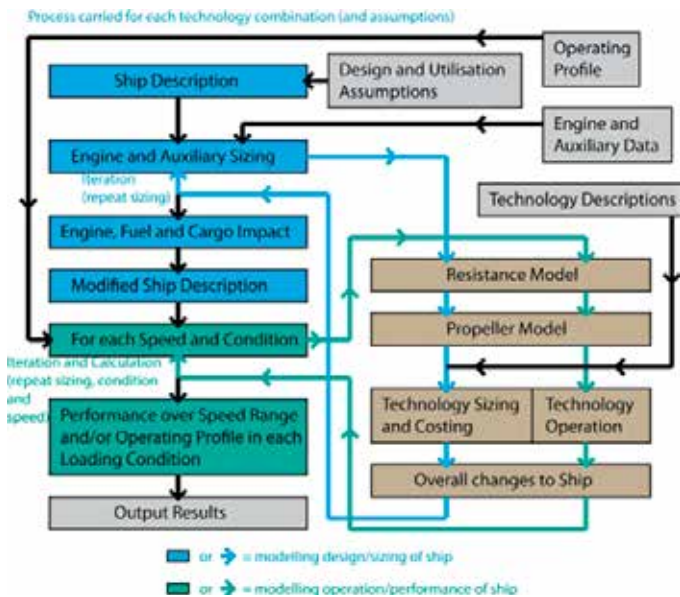 Process carried for each technology combination (and assumptions)
Operating
Profile
Ship Description
Design and Utilisation
Assumptions
Engine and Auxiliary Sizing
Engine and
Auxiliary Data
Iteration
(repeat sizing)
Technology Descriptions
Engine, Fuel and Cargo Impact
Resistance Model
Modified Ship Description
Propeller Model
For each Speed and Condition
Iteration and Calculation
(repeat sizing, condition
and
speed)
Performance over Speed Range
and/or Operating Profile in each
Loading Condition
Technology Sizing
and Costing
Technology
Operation
Overall changes to Ship
Output Results
or = modelling design/sizing of ship
or = modelling operation/performance of ship